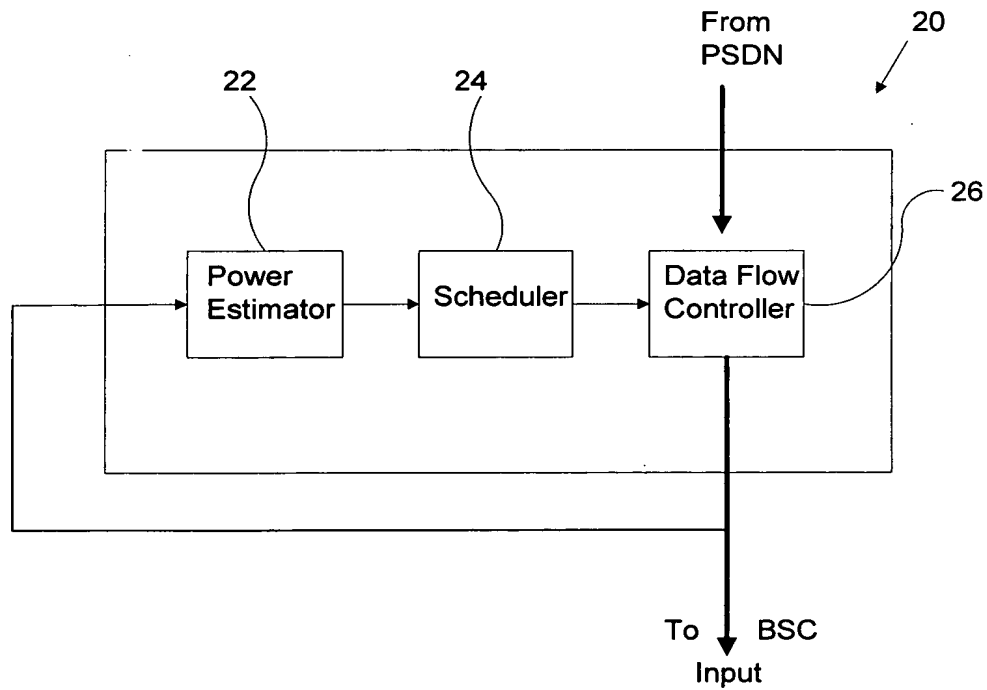 From
PSDN
20
22
24
26
Power
Estimator
Scheduler
Data Flow
Controller
To BSC
Input